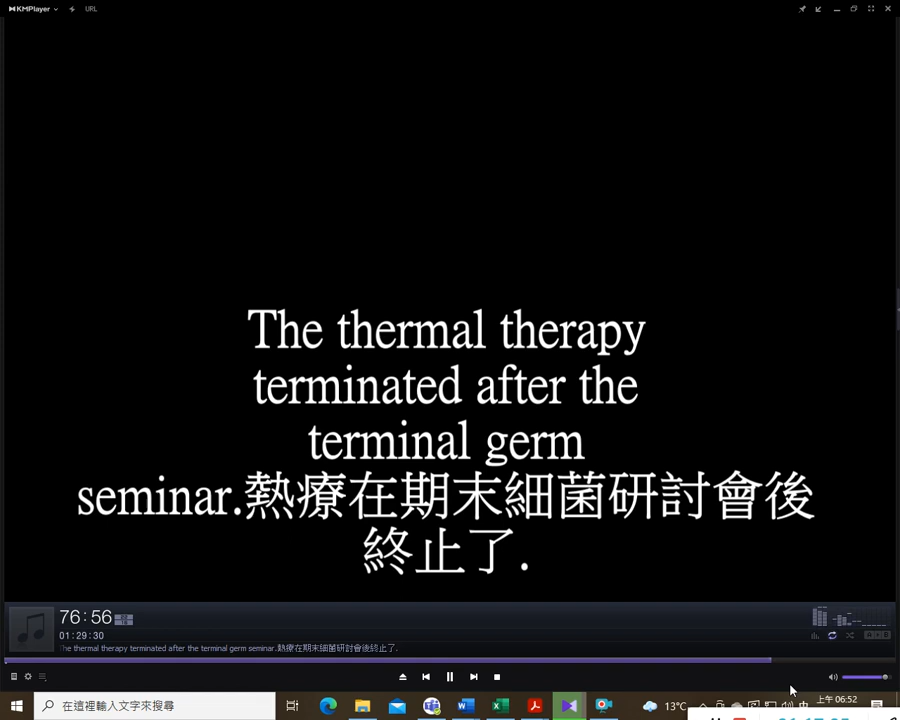 KMPlayer
URL
The thermal therapy
terminated after the
terminal germ
seminar.熱療在期末細菌研討會後
終止了.
76:56
01:29:30
The thermal therapy terminated after the terminal germ seminar.熱療在期末細菌研討會後終止了.
在這裡輸入文字來搜尋
13°C
上午 06:52